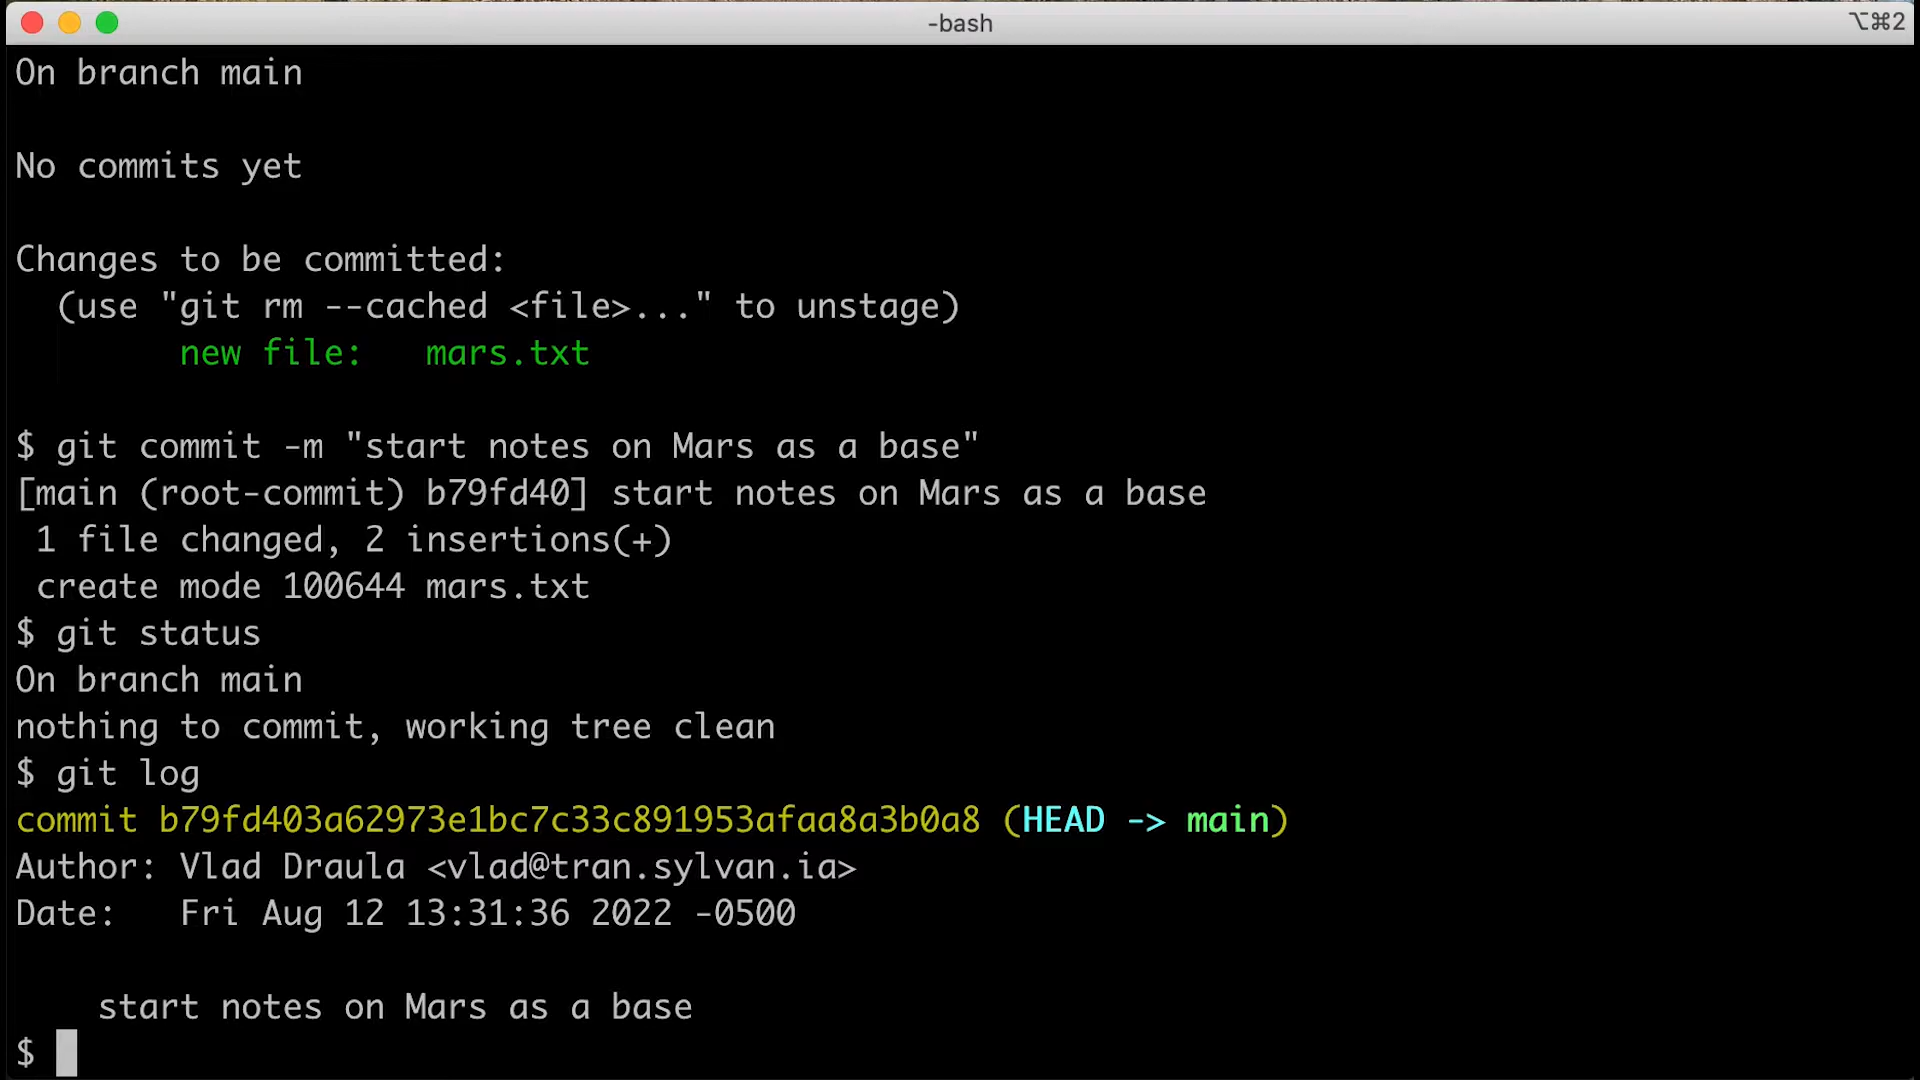 -bash
⌥⌘2
On branch main
No commits yet
Changes to be committed:
  (use "git rm --cached <file>..." to unstage)
        new file:   mars.txt
$ git commit -m "start notes on Mars as a base"
[main (root-commit) b79fd40] start notes on Mars as a base
 1 file changed, 2 insertions(+)
 create mode 100644 mars.txt
$ git status
On branch main
nothing to commit, working tree clean
$ git log
commit b79fd403a62973e1bc7c33c891953afaa8a3b0a8 (HEAD -> main)
Author: Vlad Draula <vlad@tran.sylvan.ia>
Date:   Fri Aug 12 13:31:36 2022 -0500
    start notes on Mars as a base
$